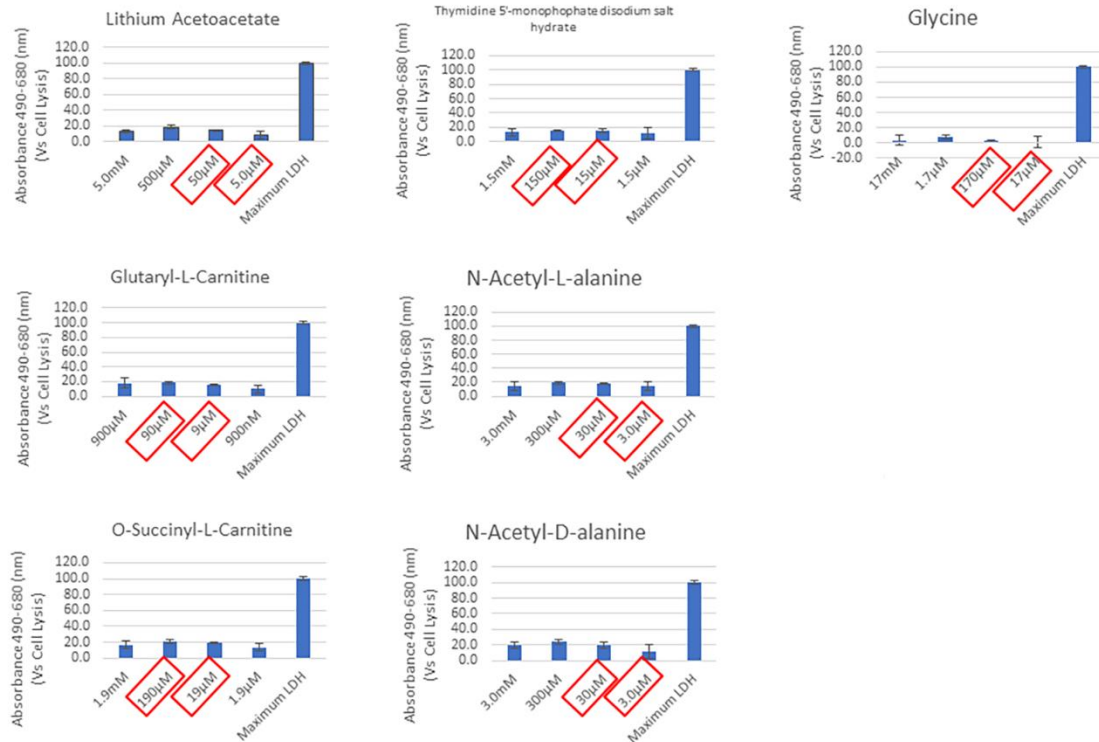 Lithium Acetoacetate
Absorbance 490-680 (nm)
(Vs Cell Lysis)
120.0
100.0
80.0
60.0
40.0
20.0
0.0
5.0mM
500µM
50µM
5.0µM
Maximum LDH
Thymidine 5'-monophophate disodium salt
hydrate
Absorbance 490-680 (nm)
(Vs Cell Lysis)
120.0
100.0
80.0
60.0
40.0
20.0
0.0
1.5mM
150µM
15µM
1.5µM
Maximum LDH
Glycine
Absorbance 490-680 (nm)
(Vs Cell Lysis)
120.0
100.0
80.0
60.0
40.0
20.0
0.0
-20.0
17mM
1.7µM
170µM
17µM
Maximum LDH
Glutaryl-L-Carnitine
Absorbance 490-680 (nm)
(Vs Cell Lysis)
120.0
100.0
80.0
60.0
40.0
20.0
0.0
900µM
90µM
9µM
900nM
Maximum LDH
N-Acetyl-L-alanine
Absorbance 490-680 (nm)
(Vs Cell Lysis)
120.0
100.0
80.0
60.0
40.0
20.0
0.0
3.0mM
300µM
30µM
3.0µM
Maximum LDH
O-Succinyl-L-Carnitine
Absorbance 490-680 (nm)
(Vs Cell Lysis)
120.0
100.0
80.0
60.0
40.0
20.0
0.0
1.9mM
190µM
19µM
1.9µM
Maximum LDH
N-Acetyl-D-alanine
Absorbance 490-680 (nm)
(Vs Cell Lysis)
120.0
100.0
80.0
60.0
40.0
20.0
0.0
3.0mM
300µM
30µM
3.0µM
Maximum LDH